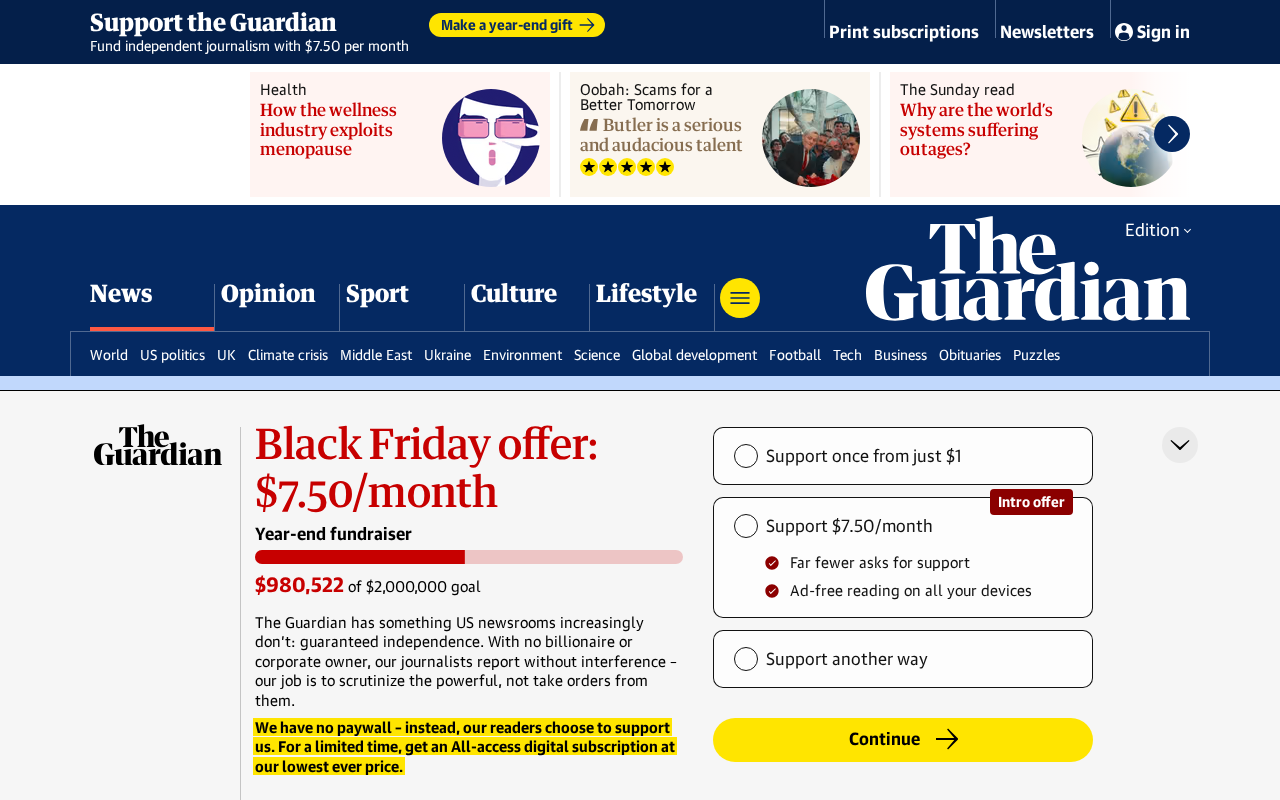 Support the Guardian
Fund independent journalism with $7.50 per month
Make a year-end gift
Print subscriptions
Newsletters
Sign in
Health
How the wellness
industry exploits
menopause
Oobah: Scams for a
Better Tomorrow
Butler is a serious
and audacious talent
The Sunday read
Why are the world's
systems suffering
outages?
Edition
The
Guardian
News
Opinion
Sport
Culture
Lifestyle
World
US politics
UK
Climate crisis
Middle East
Ukraine
Environment
Science
Global development
Football
Tech
Business
Obituaries
Puzzles
The
Guardian
Black Friday offer:
$7.50/month
Year-end fundraiser
$980,522 of $2,000,000 goal
The Guardian has something US newsrooms increasingly
don't: guaranteed independence. With no billionaire or
corporate owner, our journalists report without interference –
our job is to scrutinize the powerful, not take orders from
them.
We have no paywall – instead, our readers choose to support
us. For a limited time, get an All-access digital subscription at
our lowest ever price.
Support once from just $1
Intro offer
Support $7.50/month
Far fewer asks for support
Ad-free reading on all your devices
Support another way
Continue